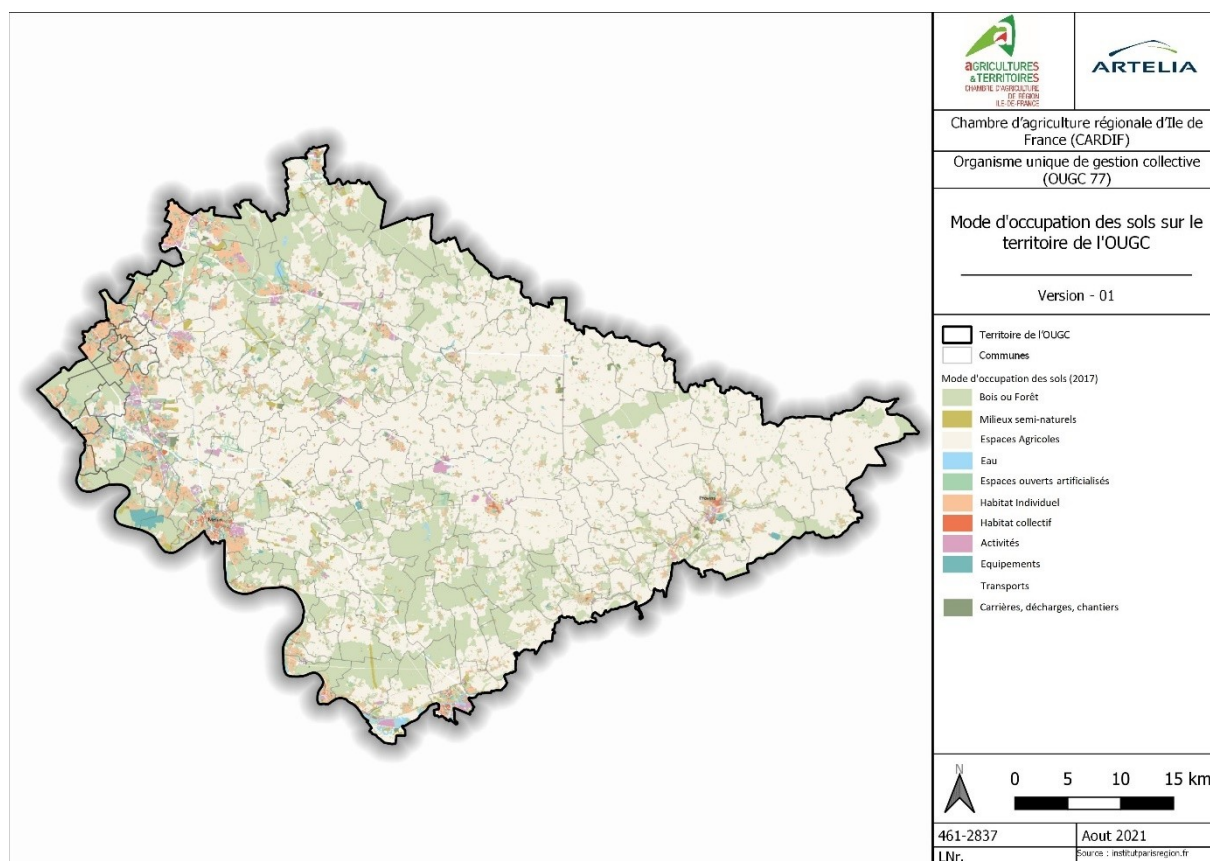 aGRICULTURES
& TERRITOIRES
CHAMBRE D'AGRICULTURE
DE RÉGION
ILE-DE-FRANCE
ARTELIA
Chambre d'agriculture régionale d'Ile de
France (CARDIF)
Organisme unique de gestion collective
(OUGC 77)
Mode d'occupation des sols sur le
territoire de l'OUGC
Version - 01
Territoire de l'OUGC
Communes
Mode d'occupation des sols (2017)
Bois ou Forêt
Milieux semi-naturels
Espaces Agricoles
Eau
Espaces ouverts artificialisés
Habitat Individuel
Habitat collectif
Activités
Equipements
Transports
Carrières, décharges, chantiers
Provins
Melun
N
0 5 10 15 km
461-2837
Aout 2021
LNr.
Source : institutparisregion.fr